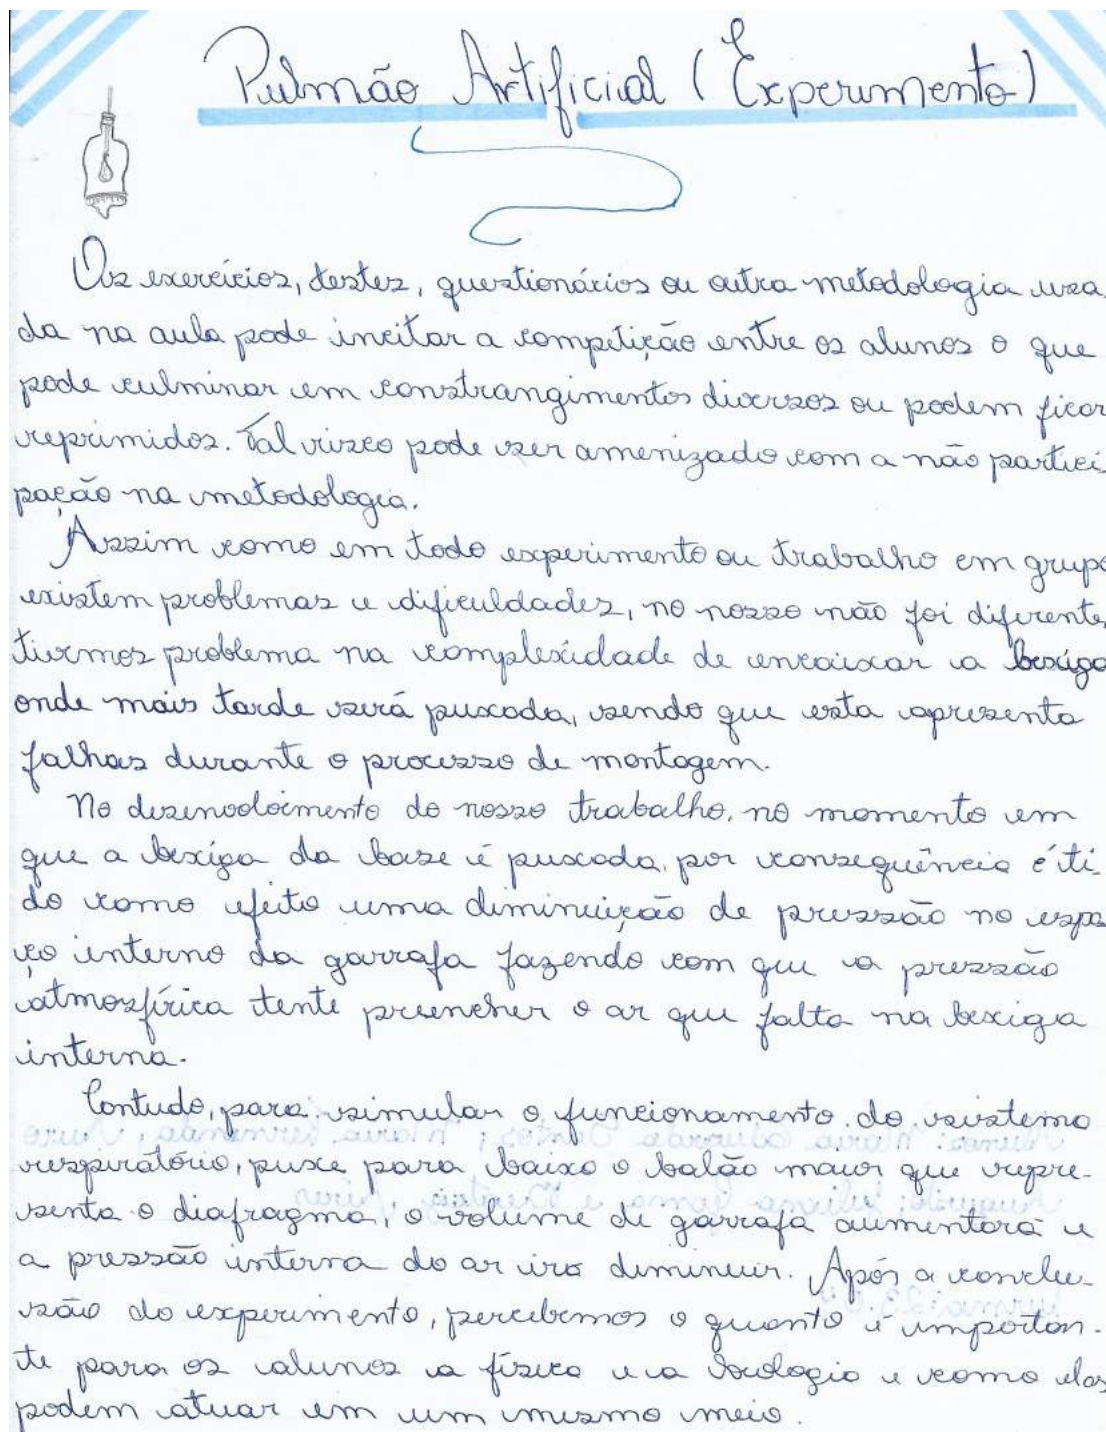 Pulmão Artificial (Experimento)
Os exercícios, testes, questionários ou outra metodologia usa
da na aula pode incitar a competição entre os alunos o que
pode culminar em constrangimentos diversos ou podem ficar
reprimidos. Tal risco pode ser amenizado com a não partici
pação na metodologia.
Assim como em todo experimento ou trabalho em grupo
existem problemas e dificuldades, no nosso não foi diferente,
tivemos problema na complexidade de encaixar a bexiga
onde mais tarde será puxada, sendo que esta apresenta
falhas durante o processo de montagem.
No desenvolvimento do nosso trabalho, no momento em
que a bexiga da base é puxada, por consequência é ti-
do como efeito uma diminuição de pressão no espa
ço interno da garrafa fazendo com que a pressão
atmosférica tente preencher o ar que falta na bexiga
interna.
Contudo, para simular o funcionamento do sistema
respiratório, puxe para baixo o balão maior que repre-
senta o diafragma, o volume de garrafa aumentará e
a pressão interna do ar irá diminuir. Após a conclu-
são do experimento, percebemos o quanto é importan-
te para os alunos a física e a biologia e como elas
podem atuar em um mesmo meio.